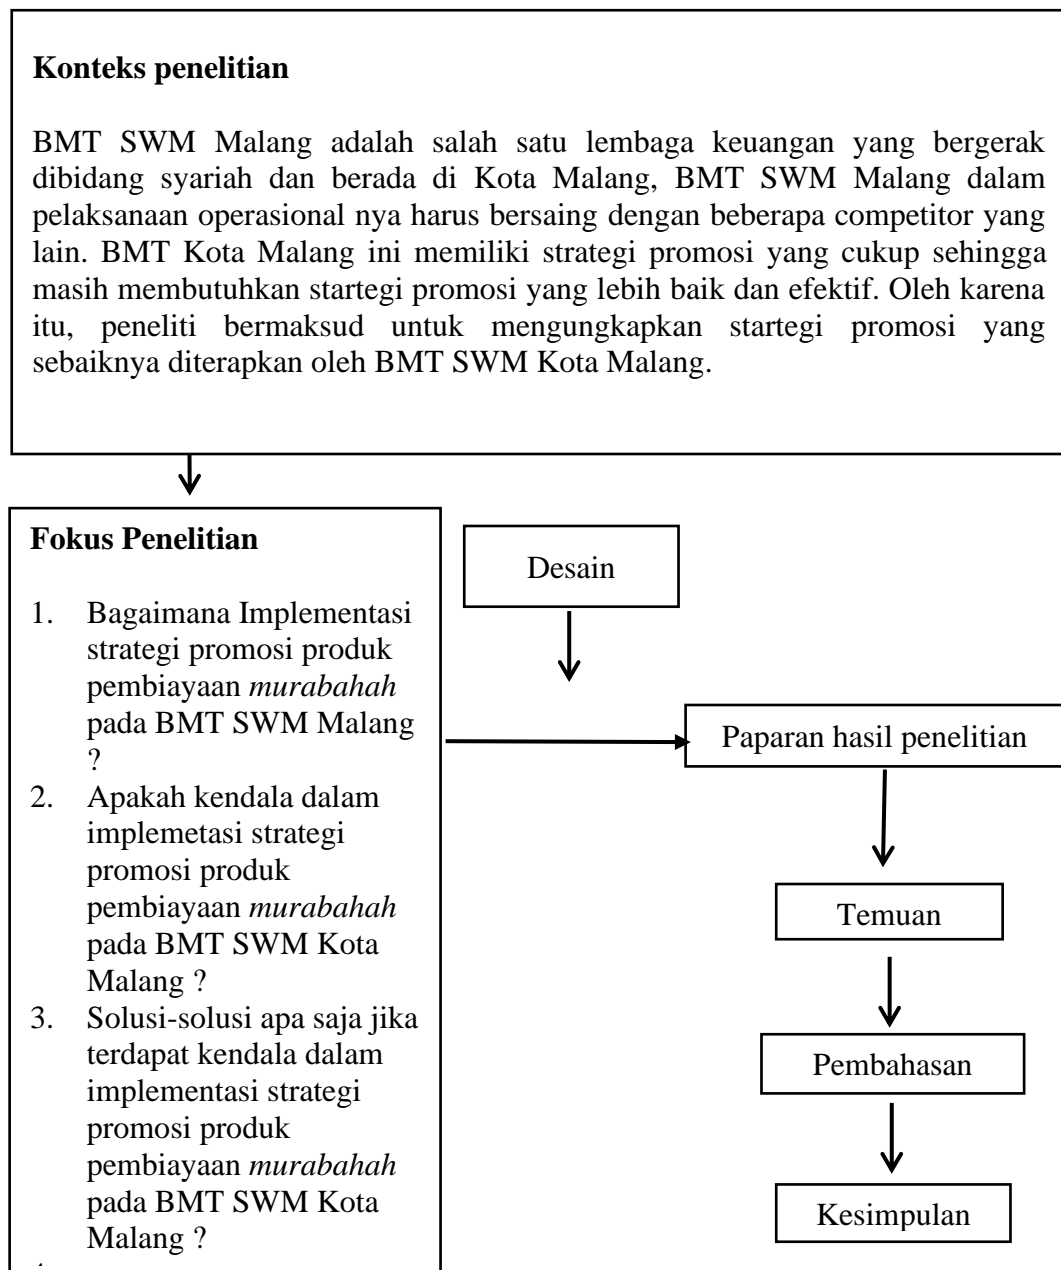 Konteks penelitian
BMT SWM Malang adalah salah satu lembaga keuangan yang bergerak
dibidang syariah dan berada di Kota Malang, BMT SWM Malang dalam
pelaksanaan operasional nya harus bersaing dengan beberapa competitor yang
lain. BMT Kota Malang ini memiliki strategi promosi yang cukup sehingga
masih membutuhkan startegi promosi yang lebih baik dan efektif. Oleh karena
itu, peneliti bermaksud untuk mengungkapkan startegi promosi yang
sebaiknya diterapkan oleh BMT SWM Kota Malang.
Fokus Penelitian
1. Bagaimana Implementasi
strategi promosi produk
pembiayaan murabahah
pada BMT SWM Malang
?
2. Apakah kendala dalam
implemetasi strategi
promosi produk
pembiayaan murabahah
pada BMT SWM Kota
Malang ?
3. Solusi-solusi apa saja jika
terdapat kendala dalam
implementasi strategi
promosi produk
pembiayaan murabahah
pada BMT SWM Kota
Malang ?
Desain
Paparan hasil penelitian
Temuan
Pembahasan
Kesimpulan